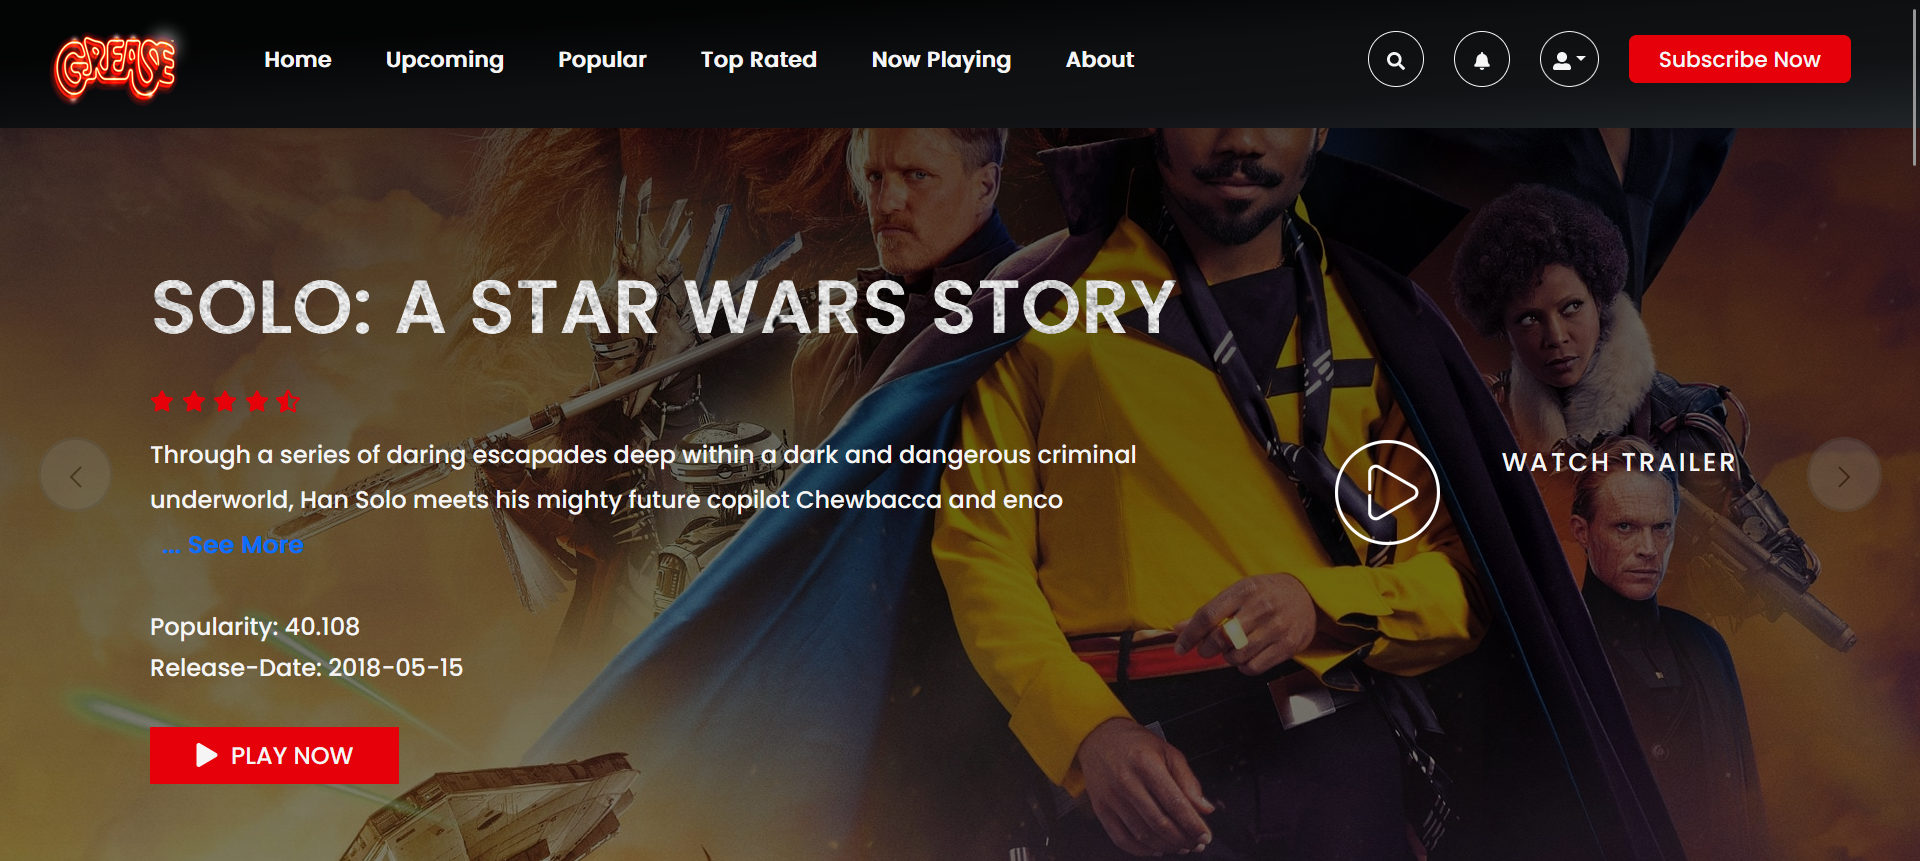 GREASE
Home Upcoming Popular Top Rated Now Playing About
Subscribe Now
SOLO: A STAR WARS STORY
Through a series of daring escapades deep within a dark and dangerous criminal
underworld, Han Solo meets his mighty future copilot Chewbacca and enco
... See More
WATCH TRAILER
Popularity: 40.108
Release-Date: 2018-05-15
PLAY NOW